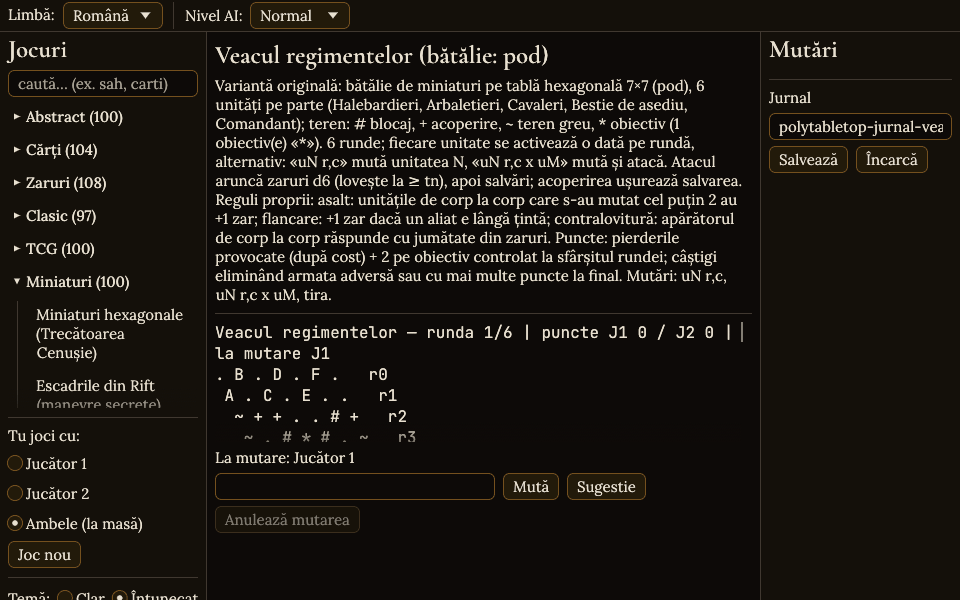 Limbă: Română ▼ Nivel AI: Normal ▼
Jocuri
caută... (ex. sah, carti)
▸ Abstract (100)
▸ Cărți (104)
▸ Zaruri (108)
▸ Clasic (97)
▸ TCG (100)
▾ Miniaturi (100)
Miniaturi hexagonale
(Trecătoarea
Cenușie)
Escadrile din Rift
(manevre secrete)
Tu joci cu:
Jucător 1
Jucător 2
Ambele (la masă)
Joc nou
Temă: Clar Întunecat
Veacul regimentelor (bătălie: pod)
Variantă originală: bătălie de miniaturi pe tablă hexagonală 7×7 (pod), 6
unități pe parte (Halebardieri, Arbaletieri, Cavaleri, Bestie de asediu,
Comandant); teren: # blocaj, + acoperire, ~ teren greu, * obiectiv (1
obiectiv(e) «*»). 6 runde; fiecare unitate se activează o dată pe rundă,
alternativ: «uN r,c» mută unitatea N, «uN r,c x uM» mută și atacă. Atacul
aruncă zaruri d6 (lovește la ≥ tn), apoi salvări; acoperirea ușurează salvarea.
Reguli proprii: asalt: unitățile de corp la corp care s-au mutat cel puțin 2 au
+1 zar; flancare: +1 zar dacă un aliat e lângă țintă; contralovitură: apărătorul
de corp la corp răspunde cu jumătate din zaruri. Puncte: pierderile
provocate (după cost) + 2 pe obiectiv controlat la sfârșitul rundei; câștigi
eliminând armata adversă sau cu mai multe puncte la final. Mutări: uN r,c,
uN r,c x uM, tira.
Veacul regimentelor — runda 1/6 | puncte J1 0 / J2 0 |
la mutare J1
. B . D . F . r0
A . C . E . . r1
~ + + . . # + r2
~ . # * # . ~ r3
La mutare: Jucător 1
Mută Sugestie
Anulează mutarea
Mutări
Jurnal
polytabletop-jurnal-vea
Salvează Încarcă